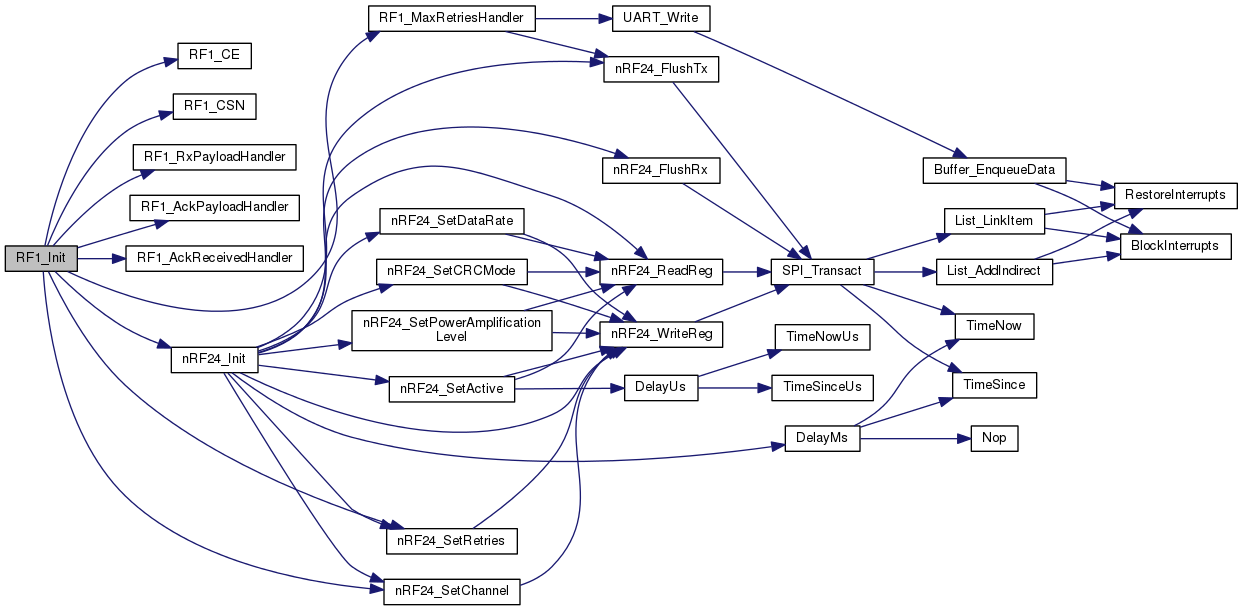 RF1_Init
RF1_CE
RF1_CSN
RF1_RxPayloadHandler
RF1_AckPayloadHandler
RF1_AckReceivedHandler
nRF24_Init
RF1_MaxRetriesHandler
nRF24_SetDataRate
nRF24_SetCRCMode
nRF24_SetPowerAmplification
Level
nRF24_SetActive
nRF24_SetRetries
nRF24_SetChannel
UART_Write
nRF24_FlushTx
nRF24_FlushRx
nRF24_ReadReg
nRF24_WriteReg
DelayUs
SPI_Transact
TimeNowUs
TimeSinceUs
DelayMs
Buffer_EnqueueData
List_LinkItem
List_AddIndirect
TimeNow
TimeSince
Nop
RestoreInterrupts
BlockInterrupts